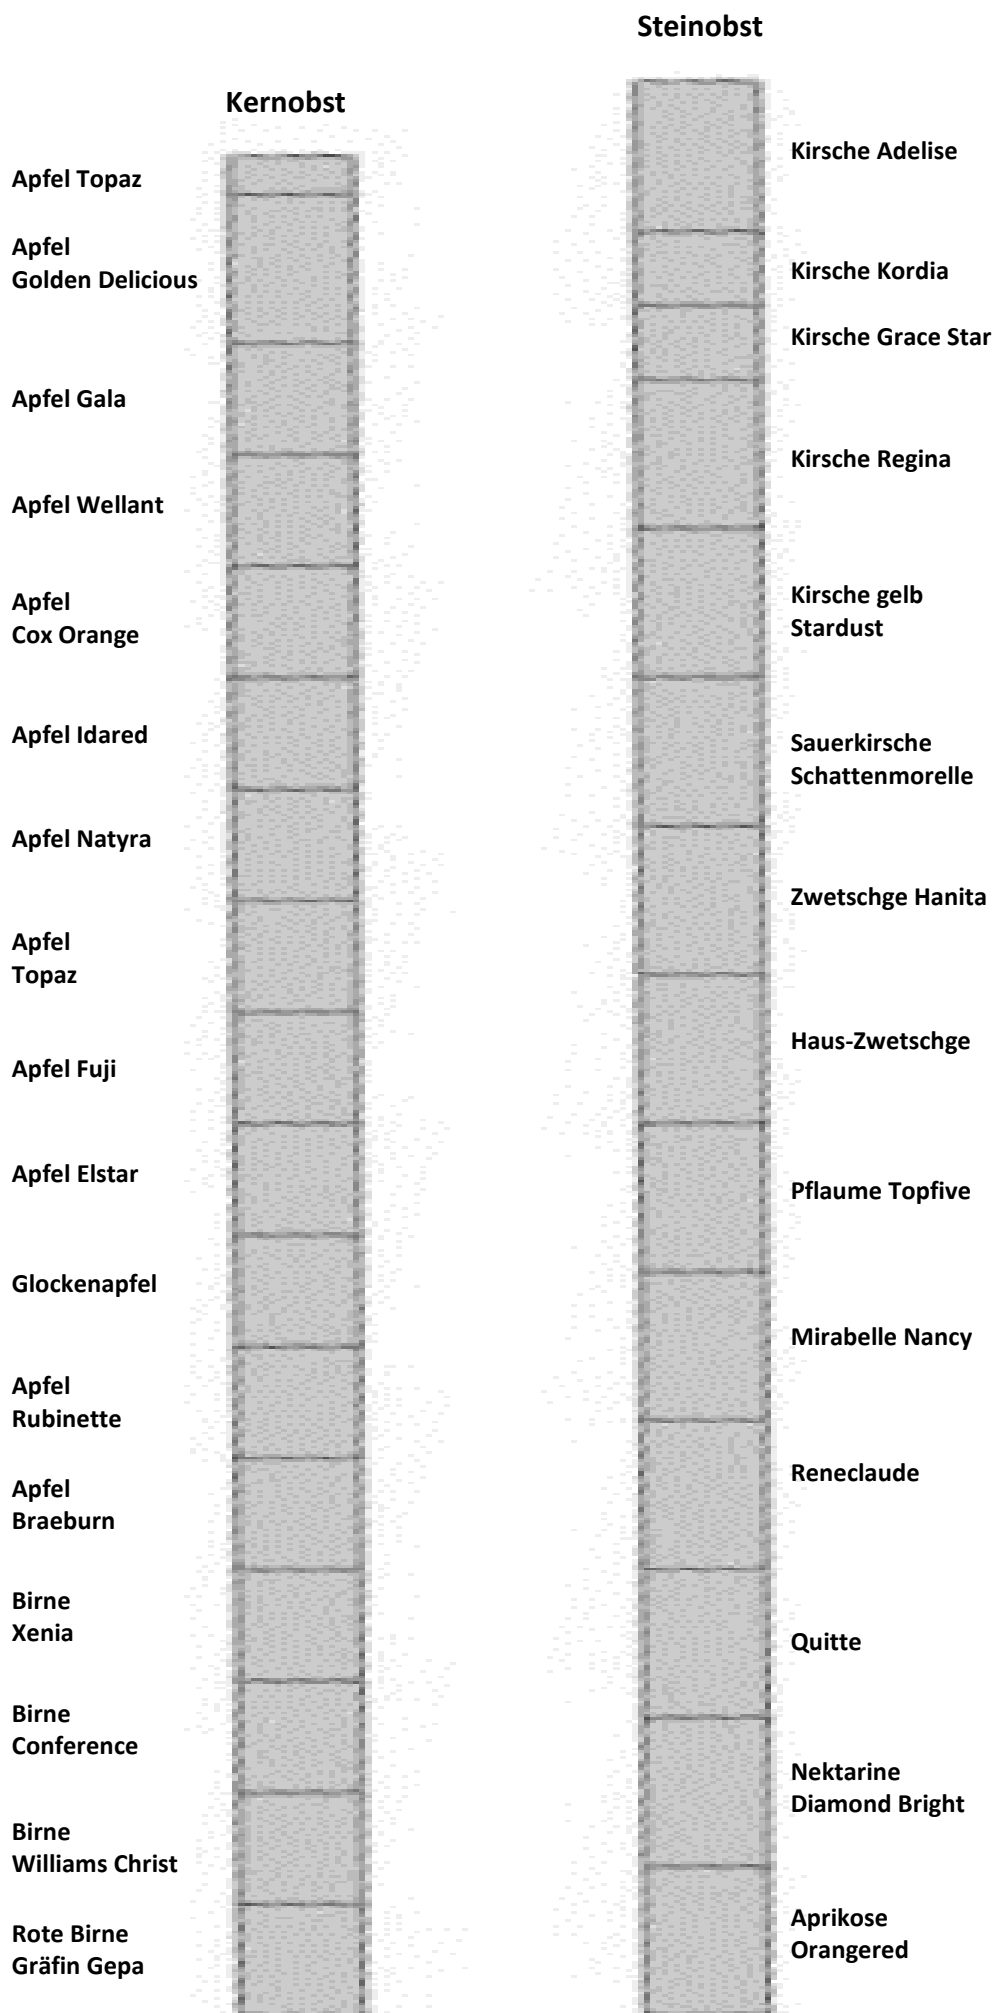 Kernobst
Apfel Topaz
Apfel
Golden Delicious
Apfel Gala
Apfel Wellant
Apfel
Cox Orange
Apfel Idared
Apfel Natyra
Apfel
Topaz
Apfel Fuji
Apfel Elstar
Glockenapfel
Apfel
Rubinette
Apfel
Braeburn
Birne
Xenia
Birne
Conference
Birne
Williams Christ
Rote Birne
Gräfin Gepa
Steinobst
Kirsche Adelise
Kirsche Kordia
Kirsche Grace Star
Kirsche Regina
Kirsche gelb
Stardust
Sauerkirsche
Schattenmorelle
Zwetschge Hanita
Haus-Zwetschge
Pflaume Topfive
Mirabelle Nancy
Reneclaude
Quitte
Nektarine
Diamond Bright
Aprikose
Orangered